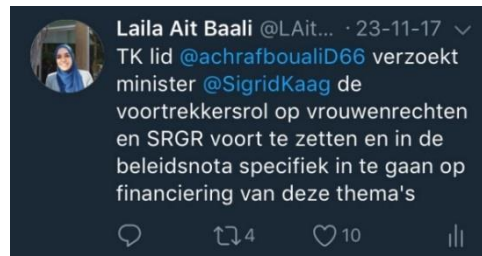 Laila Ait Baali @LAit... · 23-11-17
TK lid @achrafboualiD66 verzoekt
minister @SigridKaag de
voortrekkersrol op vrouwenrechten
en SRGR voort te zetten en in de
beleidsnota specifiek in te gaan op
financiering van deze thema's
4 10